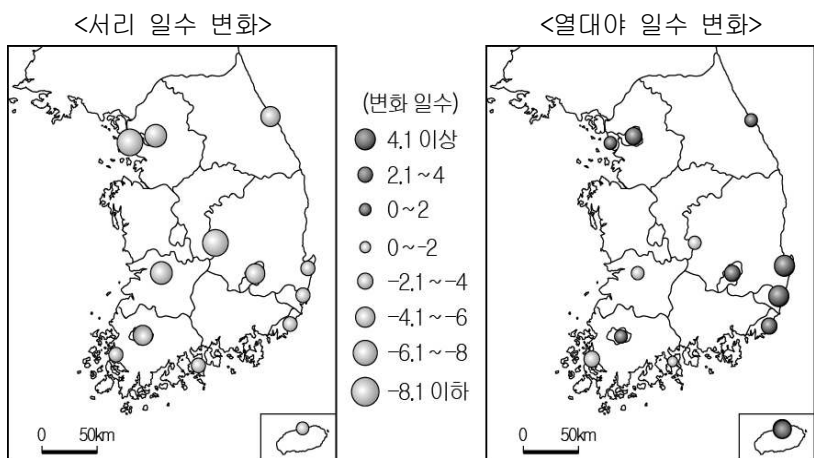 <서리 일수 변화>
<열대야 일수 변화>
(변화 일수)
4.1 이상
2.1~4
0~2
0~-2
-2.1~-4
-4.1~-6
-6.1~-8
-8.1 이하
0 50km
0 50km